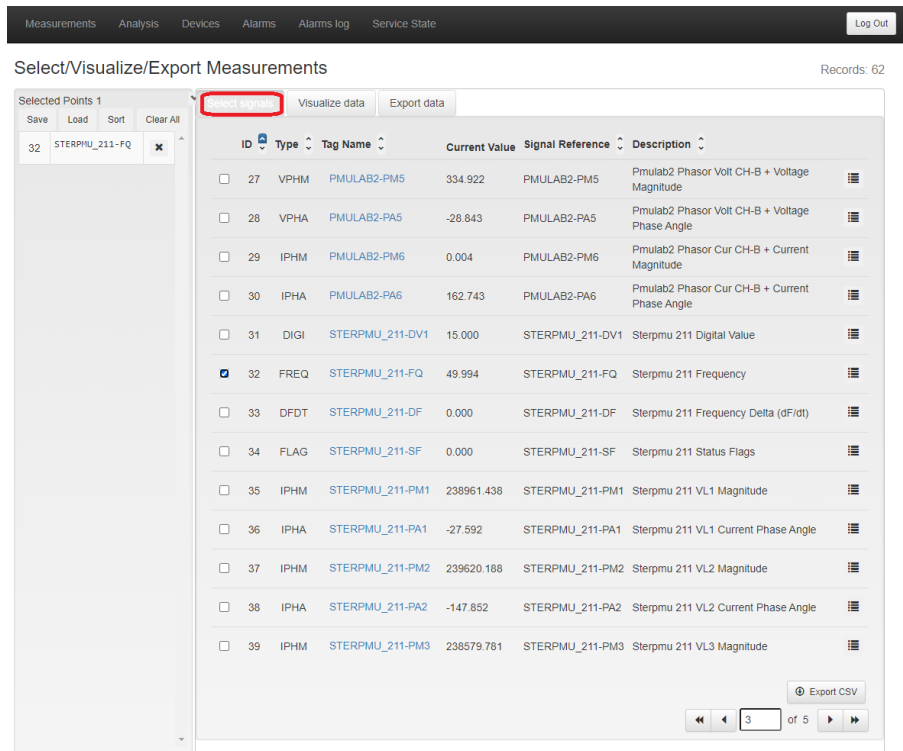 Measurements Analysis Devices Alarms Alarms log Service State Log Out
Select/Visualize/Export Measurements Records: 62
Selected Points 1
Save Load Sort Clear All
32 STERPMU_211-FQ
Select signals Visualize data Export data
ID Type Tag Name Current Value Signal Reference Description
27 VPHM PMULAB2-PM5 334.922 PMULAB2-PM5 Pmulab2 Phasor Volt CH-B + Voltage
Magnitude
28 VPHA PMULAB2-PA5 -28.843 PMULAB2-PA5 Pmulab2 Phasor Volt CH-B + Voltage
Phase Angle
29 IPHM PMULAB2-PM6 0.004 PMULAB2-PM6 Pmulab2 Phasor Cur CH-B + Current
Magnitude
30 IPHA PMULAB2-PA6 162.743 PMULAB2-PA6 Pmulab2 Phasor Cur CH-B + Current
Phase Angle
31 DIGI STERPMU_211-DV1 15.000 STERPMU_211-DV1 Sterpmu 211 Digital Value
32 FREQ STERPMU_211-FQ 49.994 STERPMU_211-FQ Sterpmu 211 Frequency
33 DFDT STERPMU_211-DF 0.000 STERPMU_211-DF Sterpmu 211 Frequency Delta (dF/dt)
34 FLAG STERPMU_211-SF 0.000 STERPMU_211-SF Sterpmu 211 Status Flags
35 IPHM STERPMU_211-PM1 238961.438 STERPMU_211-PM1 Sterpmu 211 VL1 Magnitude
36 IPHA STERPMU_211-PA1 -27.592 STERPMU_211-PA1 Sterpmu 211 VL1 Current Phase Angle
37 IPHM STERPMU_211-PM2 239620.188 STERPMU_211-PM2 Sterpmu 211 VL2 Magnitude
38 IPHA STERPMU_211-PA2 -147.852 STERPMU_211-PA2 Sterpmu 211 VL2 Current Phase Angle
39 IPHM STERPMU_211-PM3 238579.781 STERPMU_211-PM3 Sterpmu 211 VL3 Magnitude
Export CSV
3 of 5